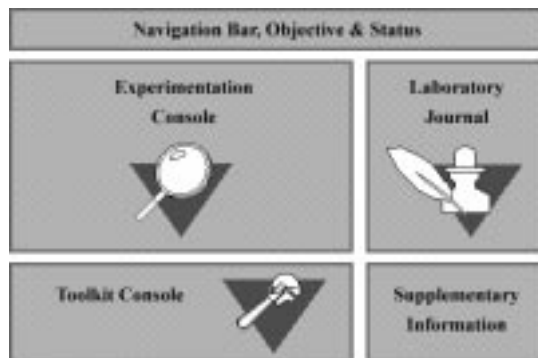 Navigation Bar, Objective & Status
Experimentation
Console
Laboratory
Journal
Toolkit Console
Supplementary
Information